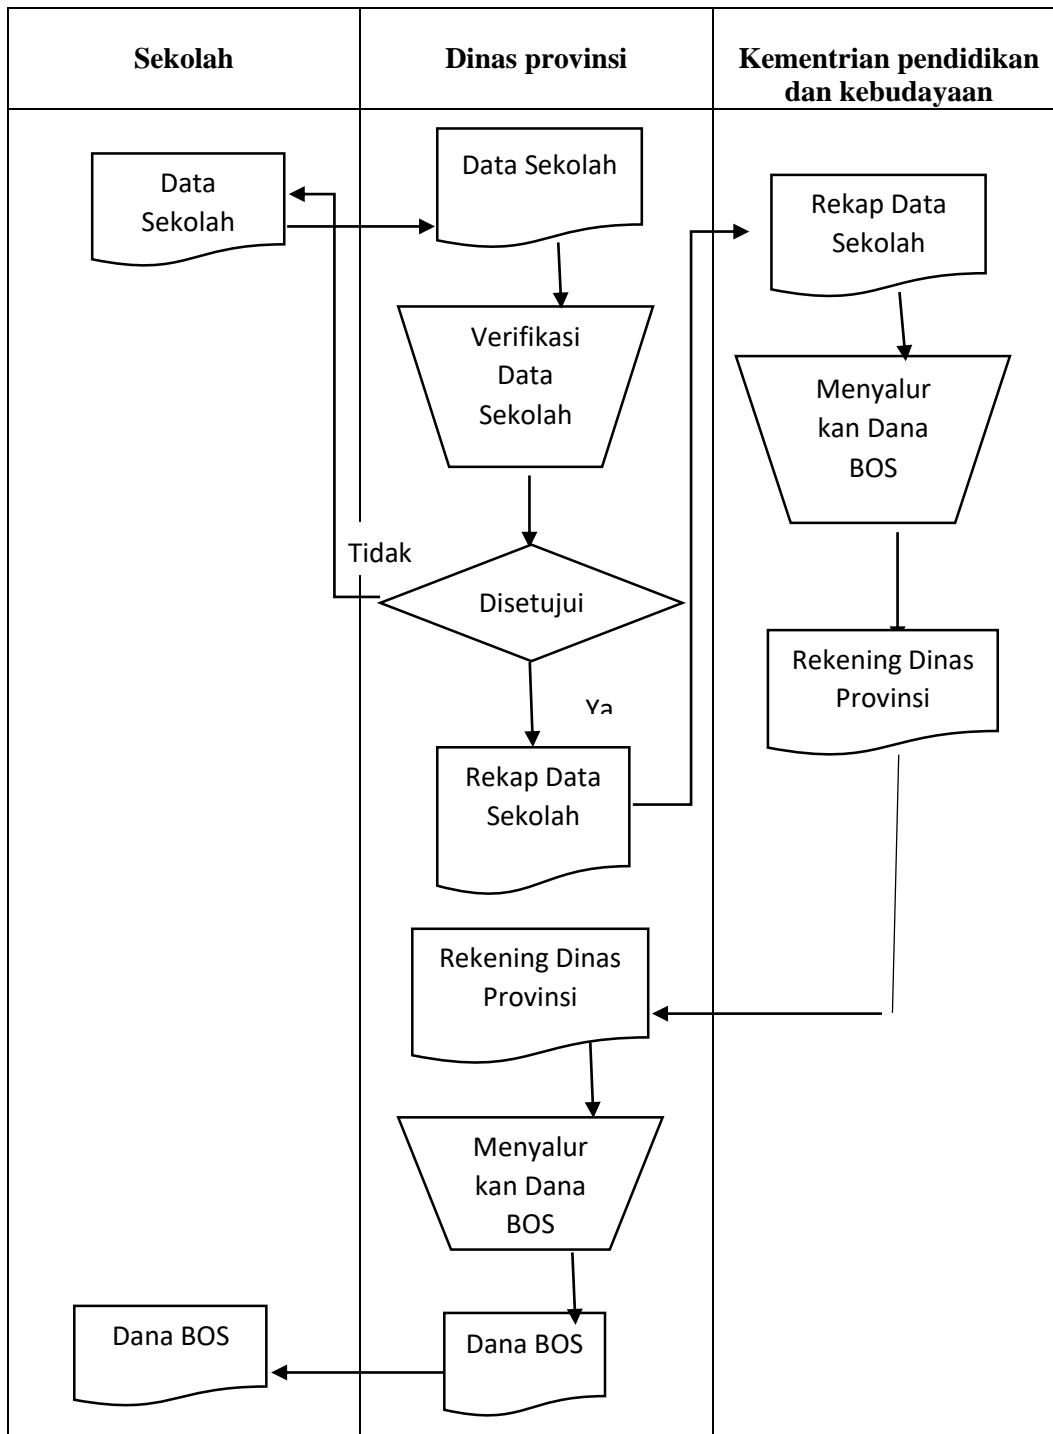 Sekolah
Dinas provinsi
Kementrian pendidikan
dan kebudayaan
Data
Sekolah
Data Sekolah
Rekap Data
Sekolah
Verifikasi
Data
Sekolah
Menyalur
kan Dana
BOS
Tidak
Disetujui
Ya
Rekening Dinas
Provinsi
Rekap Data
Sekolah
Rekening Dinas
Provinsi
Menyalur
kan Dana
BOS
Dana BOS
Dana BOS